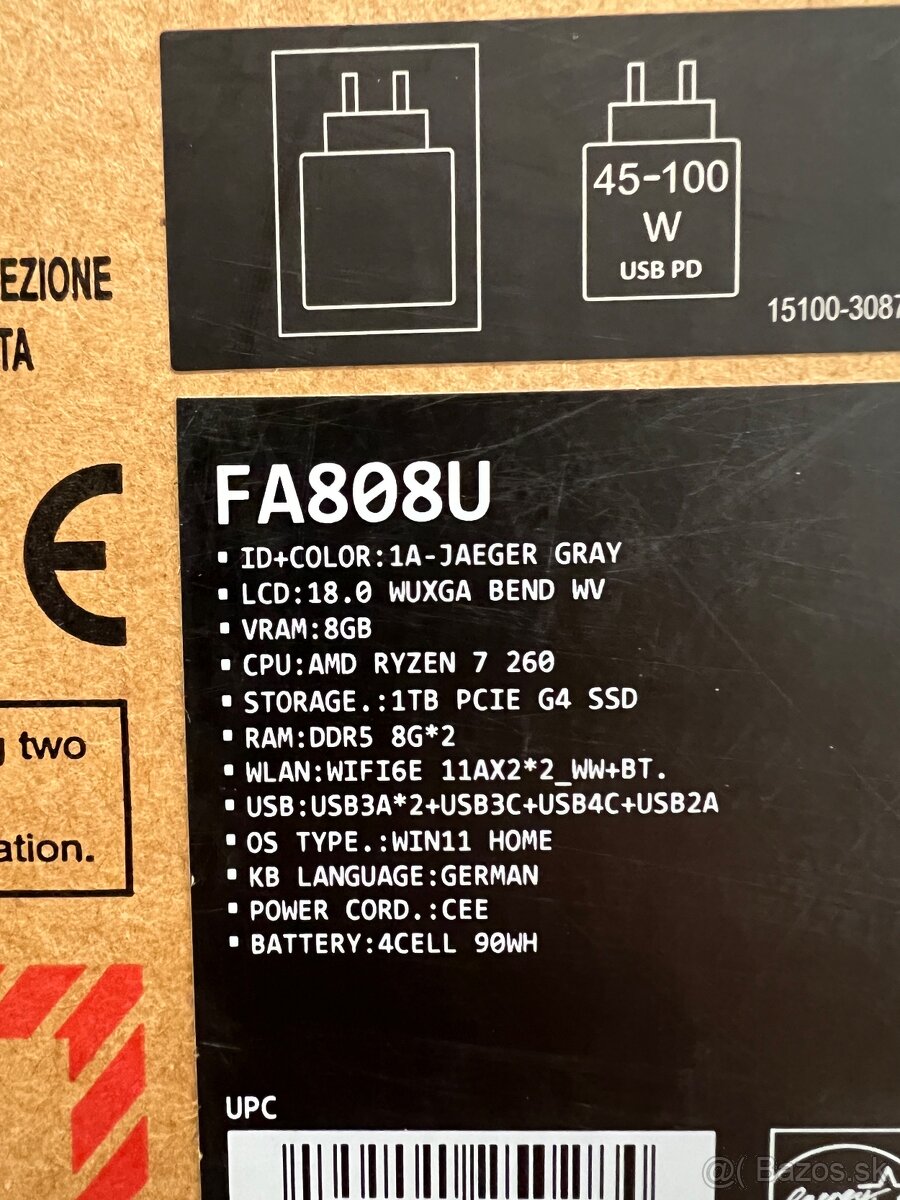 45-100
W
USB PD
15100-3087
EZIONE
TA
CE
FA808U
▪ ID+COLOR:1A-JAEGER GRAY
▪ LCD:18.0 WUXGA BEND WV
▪ VRAM:8GB
▪ CPU:AMD RYZEN 7 260
▪ STORAGE.:1TB PCIE G4 SSD
▪ RAM:DDR5 8G*2
▪ WLAN:WIFI6E 11AX2*2_WW+BT.
▪ USB:USB3A*2+USB3C+USB4C+USB2A
▪ OS TYPE.:WIN11 HOME
▪ KB LANGUAGE:GERMAN
▪ POWER CORD.:CEE
▪ BATTERY:4CELL 90WH
two
ation.
UPC
Bazos.sk